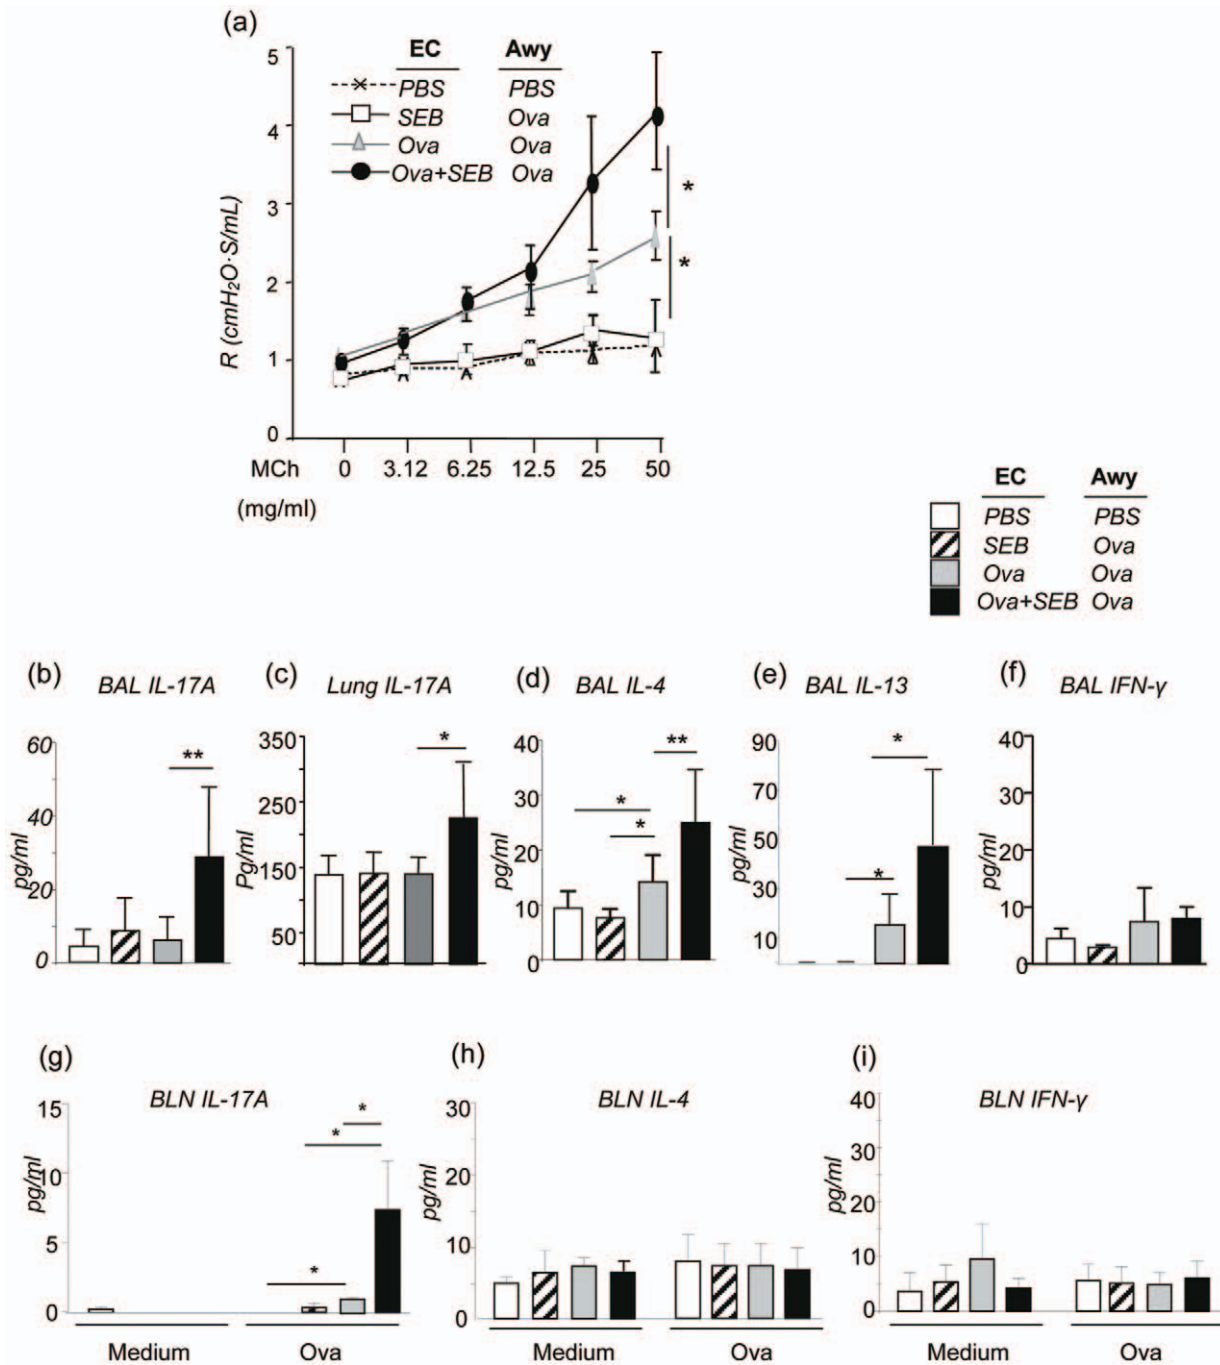 (a)
EC Awy
PBS PBS
SEB Ova
Ova Ova
Ova+SEB Ova
R (cmH₂O·S/mL)
5
4
3
2
1
0
*
*
MCh 0 3.12 6.25 12.5 25 50
(mg/ml)
EC Awy
PBS PBS
SEB Ova
Ova Ova
Ova+SEB Ova
(b) BAL IL-17A
pg/ml
60
40
20
0
**
(c) Lung IL-17A
Pg/ml
350
250
150
50
*
(d) BAL IL-4
pg/ml
40
30
20
10
0
*
*
**
(e) BAL IL-13
pg/ml
90
70
50
30
10
*
*
(f) BAL IFN-γ
pg/ml
40
30
20
10
0
(g)
BLN IL-17A
pg/ml
15
10
5
0
*
*
*
Medium Ova
(h)
BLN IL-4
pg/ml
30
20
10
0
Medium Ova
(i)
BLN IFN-γ
pg/ml
40
30
20
10
0
Medium Ova